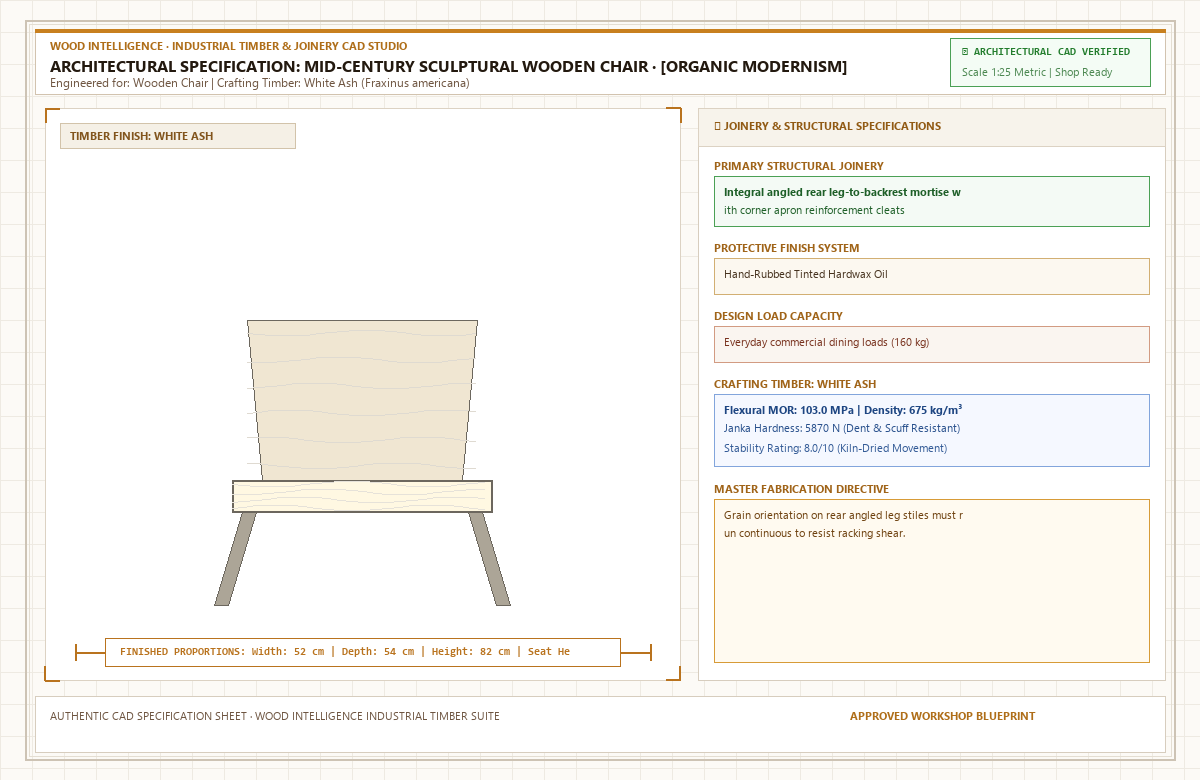 WOOD INTELLIGENCE · INDUSTRIAL TIMBER & JOINERY CAD STUDIO
ARCHITECTURAL SPECIFICATION: MID-CENTURY SCULPTURAL WOODEN CHAIR · [ORGANIC MODERNISM]
Engineered for: Wooden Chair | Crafting Timber: White Ash (Fraxinus americana)
ARCHITECTURAL CAD VERIFIED
Scale 1:25 Metric | Shop Ready
TIMBER FINISH: WHITE ASH
FINISHED PROPORTIONS: Width: 52 cm | Depth: 54 cm | Height: 82 cm | Seat He
JOINERY & STRUCTURAL SPECIFICATIONS
PRIMARY STRUCTURAL JOINERY
Integral angled rear leg-to-backrest mortise w
ith corner apron reinforcement cleats
PROTECTIVE FINISH SYSTEM
Hand-Rubbed Tinted Hardwax Oil
DESIGN LOAD CAPACITY
Everyday commercial dining loads (160 kg)
CRAFTING TIMBER: WHITE ASH
Flexural MOR: 103.0 MPa | Density: 675 kg/m³
Janka Hardness: 5870 N (Dent & Scuff Resistant)
Stability Rating: 8.0/10 (Kiln-Dried Movement)
MASTER FABRICATION DIRECTIVE
Grain orientation on rear angled leg stiles must r
un continuous to resist racking shear.
AUTHENTIC CAD SPECIFICATION SHEET · WOOD INTELLIGENCE INDUSTRIAL TIMBER SUITE
APPROVED WORKSHOP BLUEPRINT